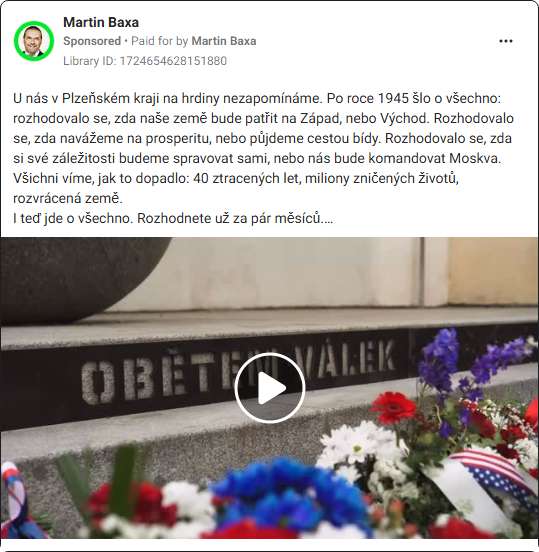 Martin Baxa
Sponsored • Paid for by Martin Baxa
Library ID: 1724654628151880
U nás v Plzeňském kraji na hrdiny nezapomínáme. Po roce 1945 šlo o všechno:
rozhodovalo se, zda naše země bude patřit na Západ, nebo Východ. Rozhodovalo
se, zda navážeme na prosperitu, nebo půjdeme cestou bídy. Rozhodovalo se, zda
si své záležitosti budeme spravovat sami, nebo nás bude komandovat Moskva.
Všichni víme, jak to dopadlo: 40 ztracených let, miliony zničených životů,
rozvrácená země.
I teď jde o všechno. Rozhodnete už za pár měsíců....
OBĚTEM VÁLEK